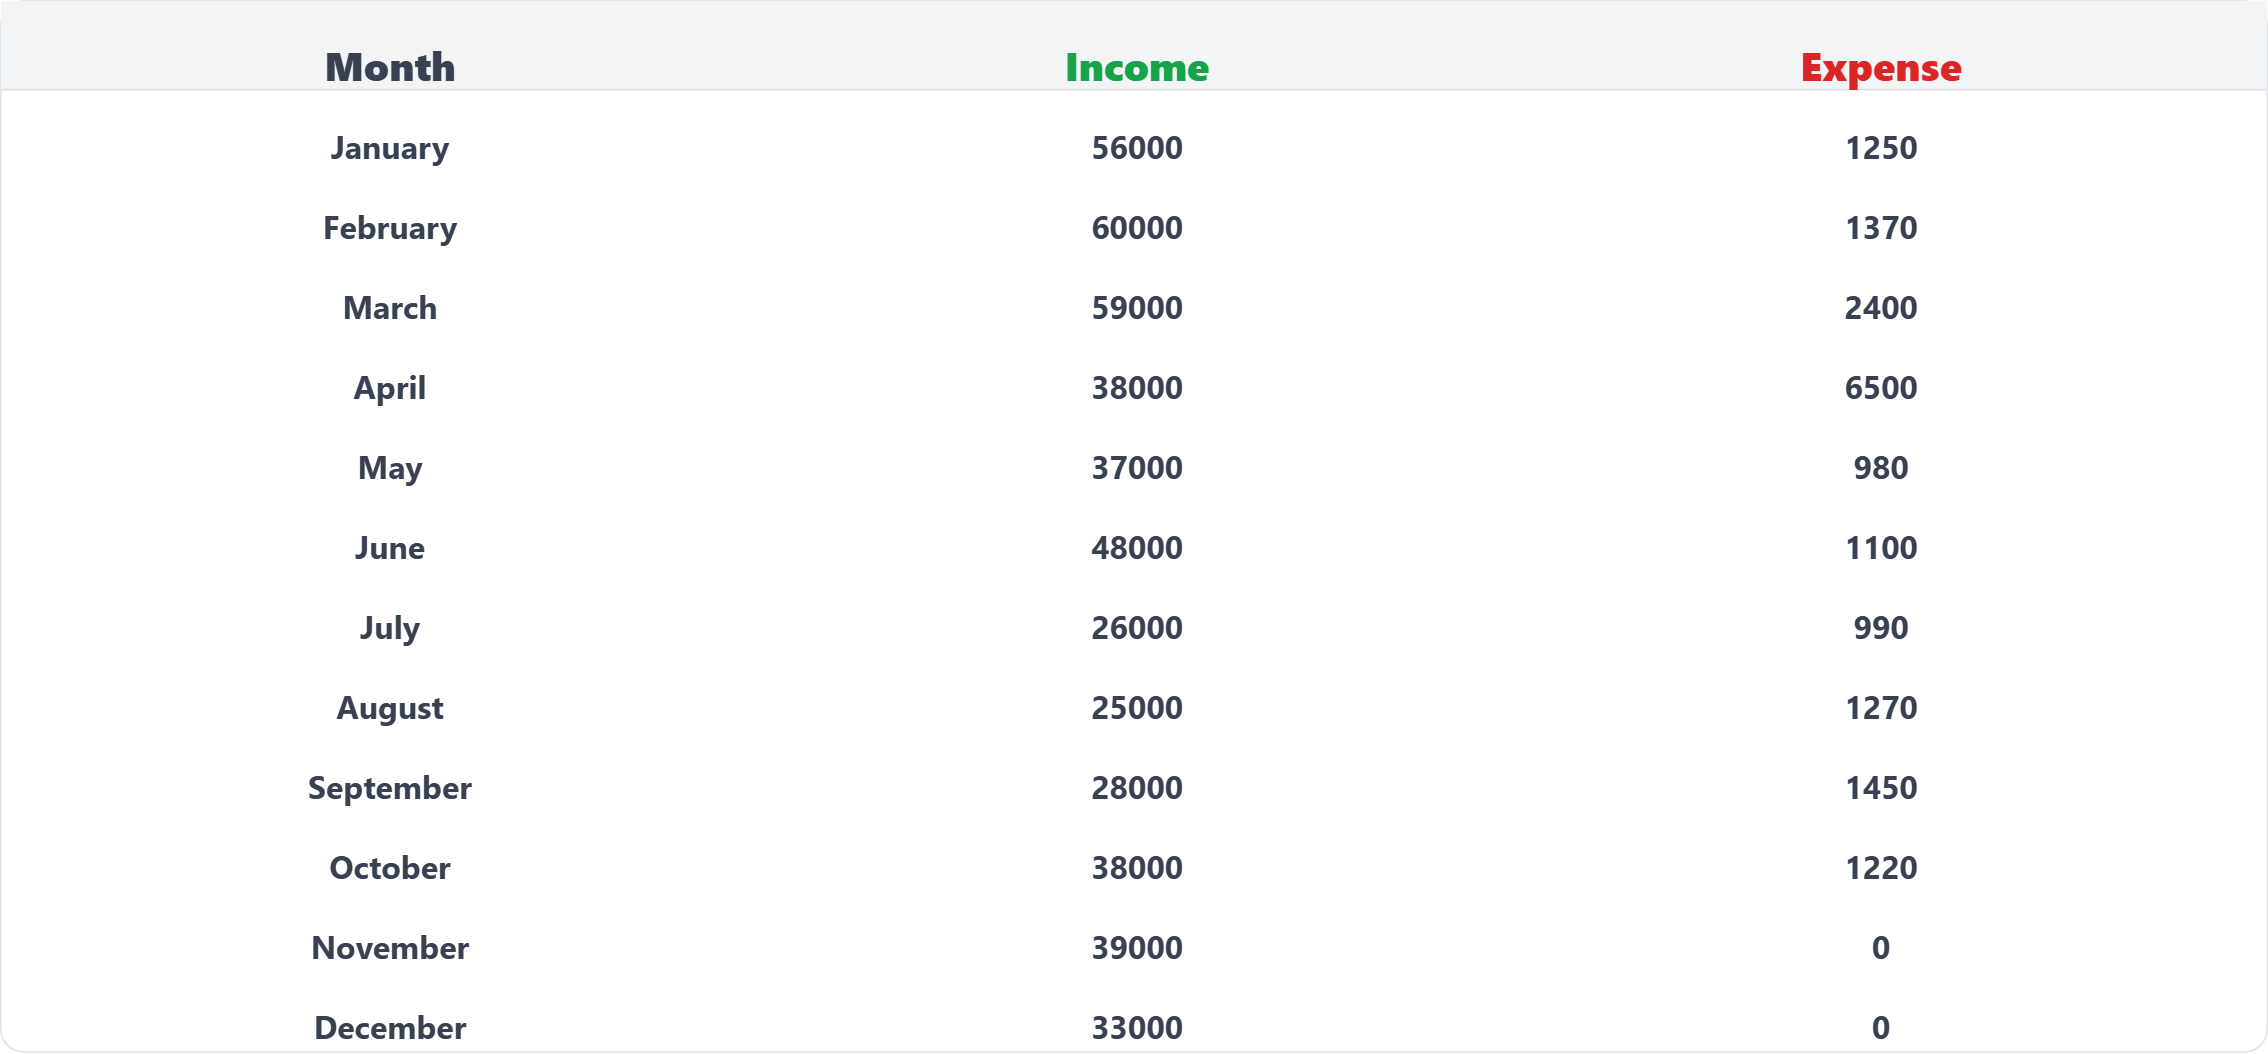 Month Income Expense
January 56000 1250
February 60000 1370
March 59000 2400
April 38000 6500
May 37000 980
June 48000 1100
July 26000 990
August 25000 1270
September 28000 1450
October 38000 1220
November 39000 0
December 33000 0